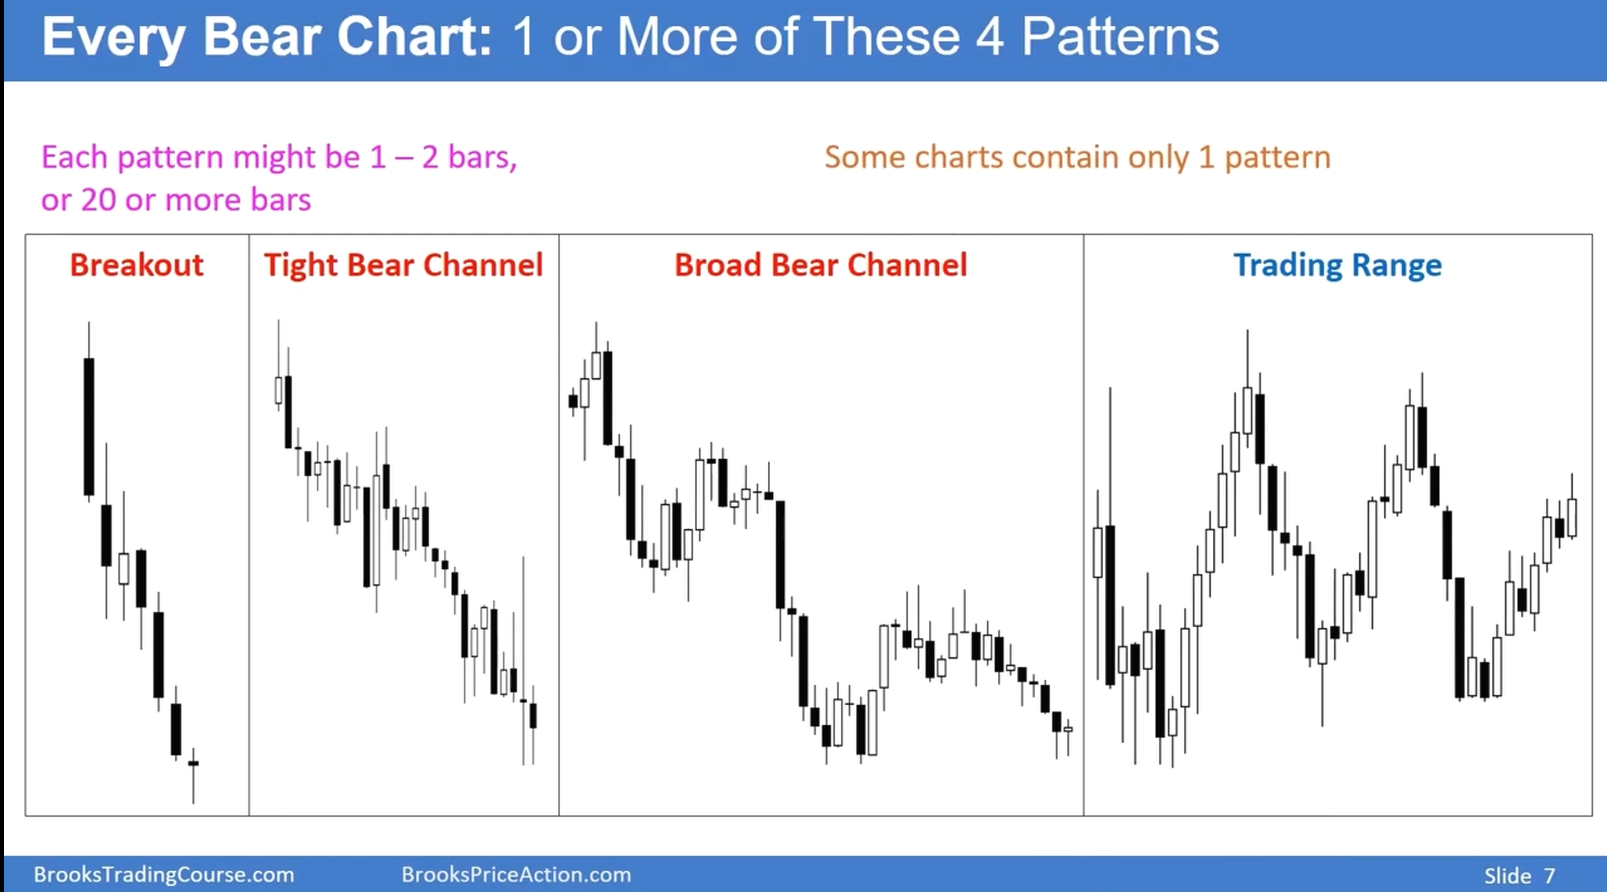 Every Bear Chart: 1 or More of These 4 Patterns
Each pattern might be 1 – 2 bars,
or 20 or more bars
Some charts contain only 1 pattern
Breakout
Tight Bear Channel
Broad Bear Channel
Trading Range
BrooksTradingCourse.com
BrooksPriceAction.com
Slide 7